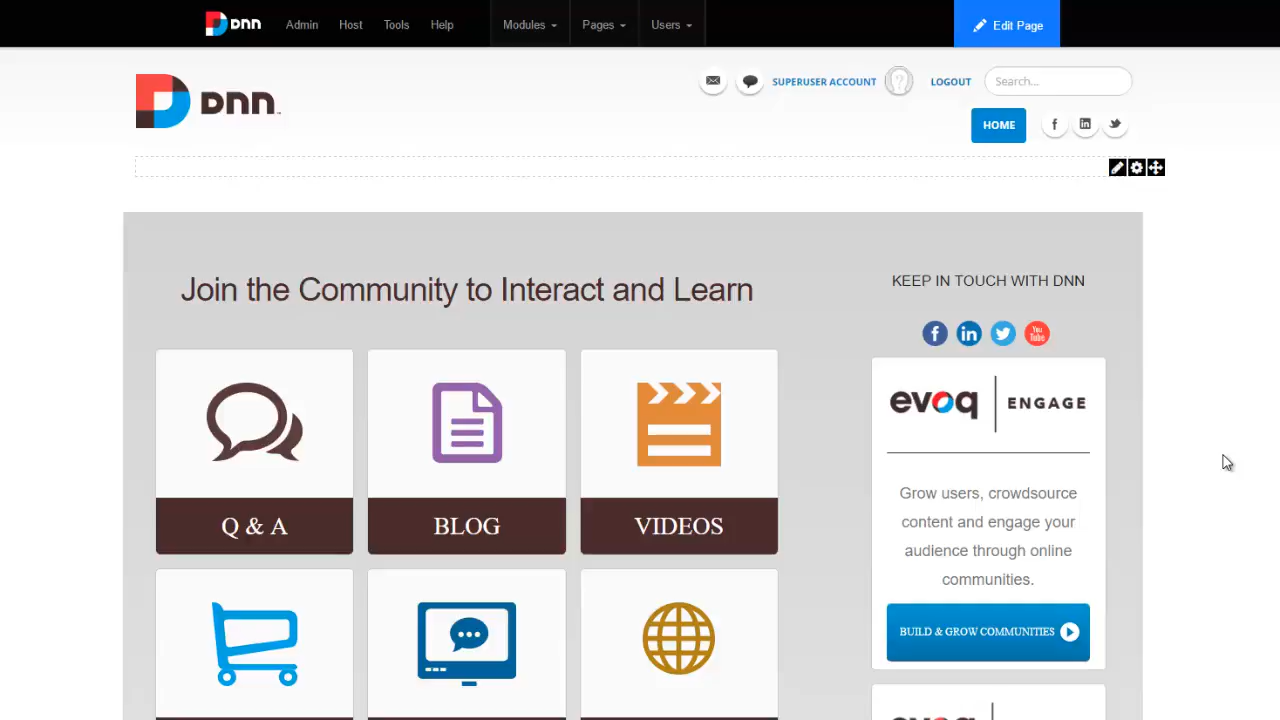 DNN Admin Host Tools Help Modules Pages Users Edit Page
SUPERUSER ACCOUNT LOGOUT Search...
DNN
HOME
Join the Community to Interact and Learn
KEEP IN TOUCH WITH DNN
You
Tube
evoq ENGAGE
Grow users, crowdsource
content and engage your
audience through online
communities.
BUILD & GROW COMMUNITIES
Q & A BLOG VIDEOS